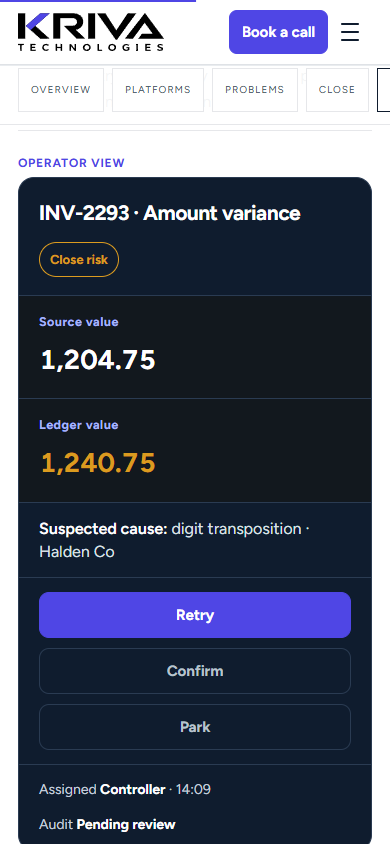 KRIVA
TECHNOLOGIES
Book a call
OVERVIEW
PLATFORMS
PROBLEMS
CLOSE
OPERATOR VIEW
INV-2293 · Amount variance
Close risk
Source value
1,204.75
Ledger value
1,240.75
Suspected cause: digit transposition ·
Halden Co
Retry
Confirm
Park
Assigned Controller · 14:09
Audit Pending review